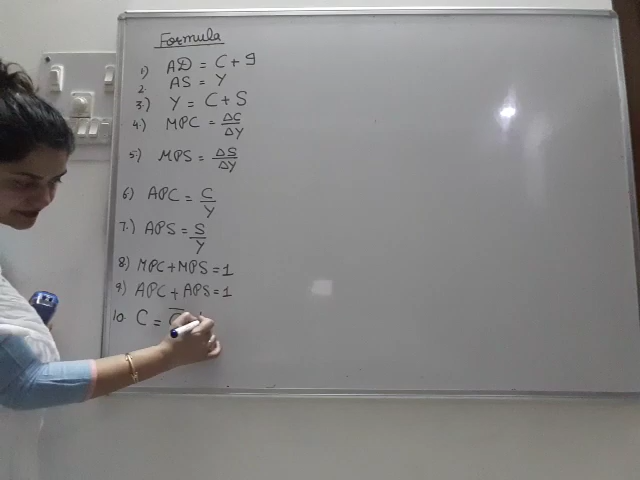 Formula
1) AD = C + I
2. AS = Y
3.) Y = C + S
4.) MPC = ΔC/ΔY
5.) MPS = ΔS/ΔY
6.) APC = C/Y
7.) APS = S/Y
8) MPC + MPS = 1
9.) APC + APS = 1
10. C = C̅